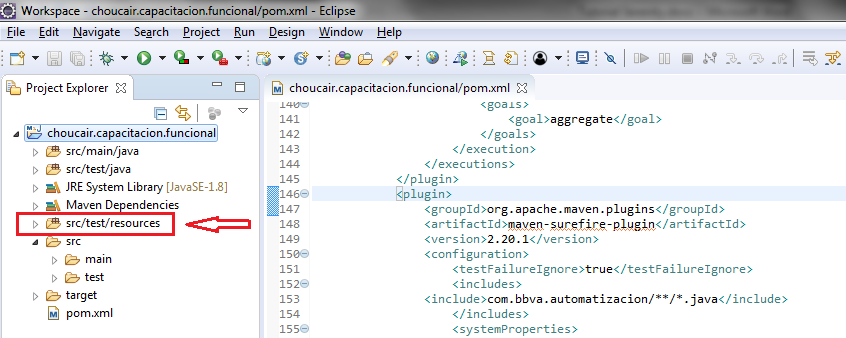 Workspace - choucair.capacitacion.funcional/pom.xml - Eclipse
File Edit Navigate Search Project Run Design Window Help
Project Explorer
choucair.capacitacion.funcional
src/main/java
src/test/java
JRE System Library [JavaSE-1.8]
Maven Dependencies
src/test/resources
src
main
test
target
pom.xml
choucair.capacitacion.funcional/pom.xml
140 <goals>
141 <goal>aggregate</goal>
142 </goals>
143 </execution>
144 </executions>
145 </plugin>
146 <plugin>
147 <groupId>org.apache.maven.plugins</groupId>
148 <artifactId>maven-surefire-plugin</artifactId>
149 <version>2.20.1</version>
150 <configuration>
151 <testFailureIgnore>true</testFailureIgnore>
152 <includes>
153 <include>com.bbva.automatizacion/**/*.java</include>
154 </includes>
155 <systemProperties>